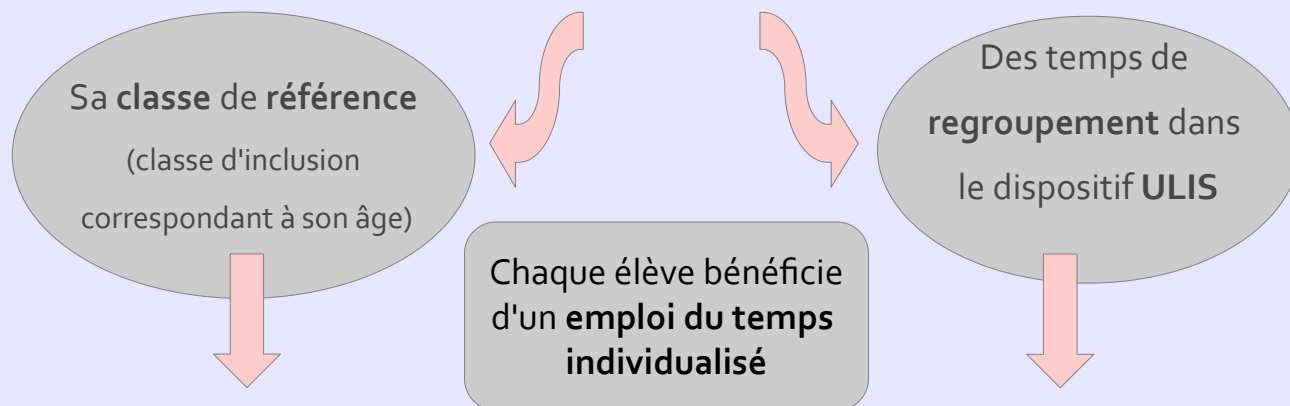 Sa classe de référence
(classe d'inclusion
correspondant à son âge)
Des temps de
regroupement dans
le dispositif ULIS
Chaque élève bénéficie
d'un emploi du temps
individualisé